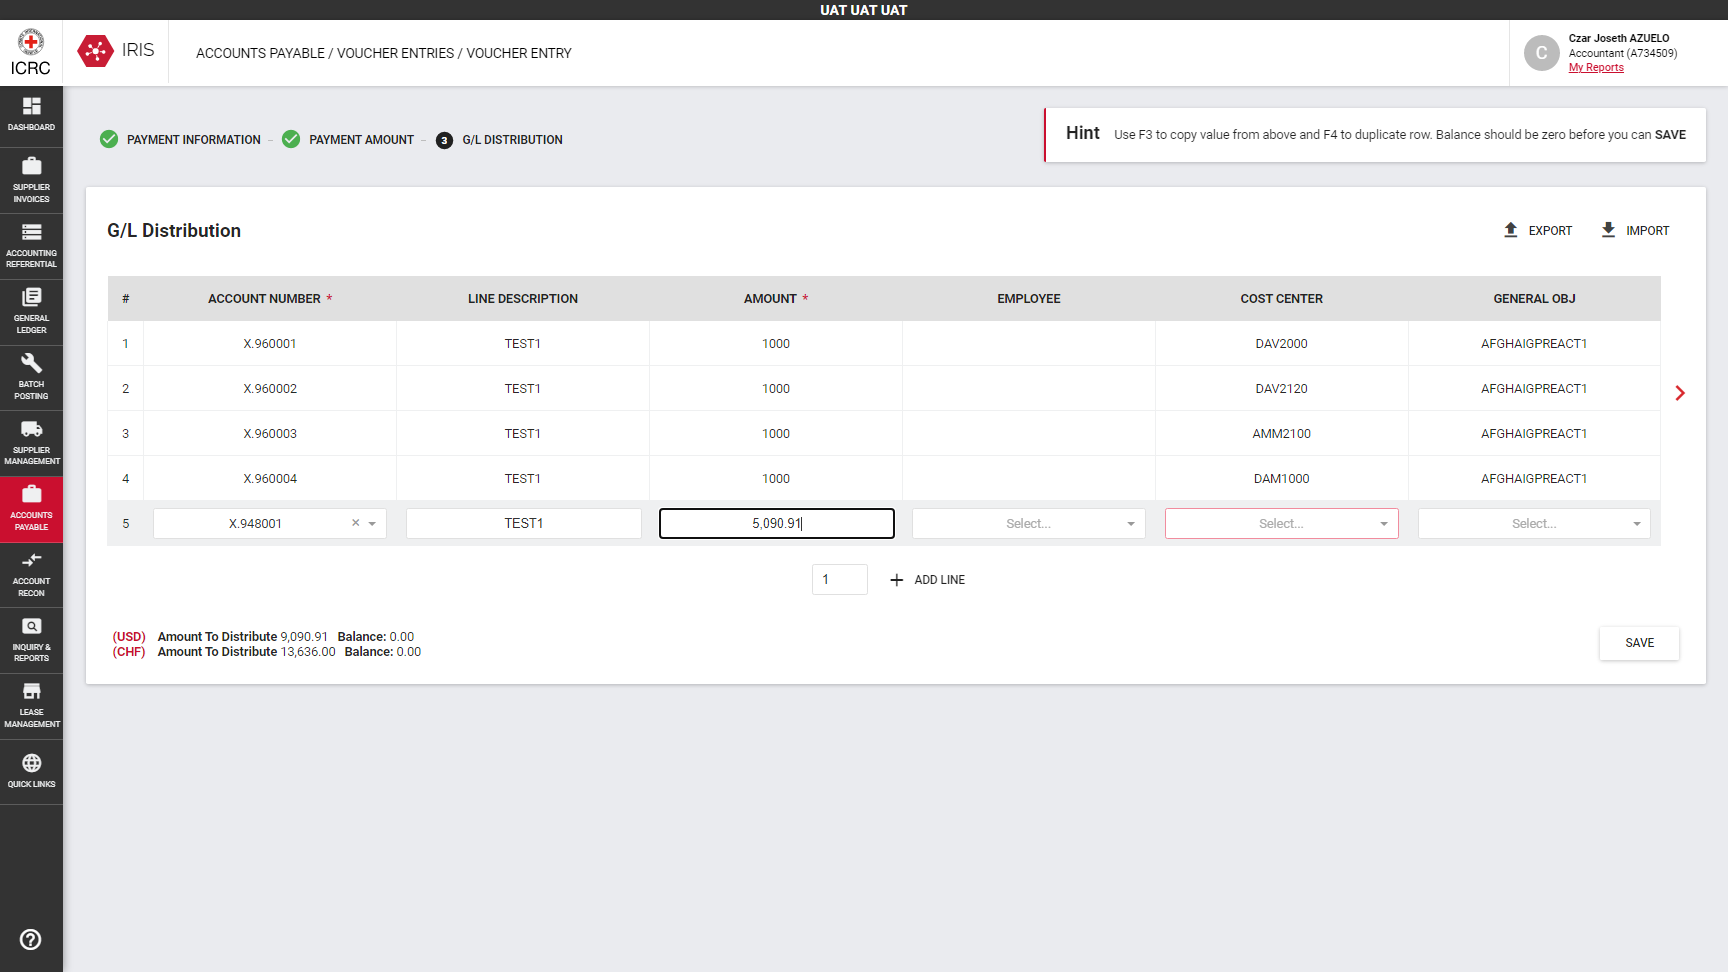 UAT UAT UAT
ICRC
IRIS
ACCOUNTS PAYABLE / VOUCHER ENTRIES / VOUCHER ENTRY
C
Czar Joseth AZUELO
Accountant (A734509)
My Reports
DASHBOARD
SUPPLIER
INVOICES
ACCOUNTING
REFERENTIAL
GENERAL
LEDGER
BATCH
POSTING
SUPPLIER
MANAGEMENT
ACCOUNTS
PAYABLE
ACCOUNT
RECON
INQUIRY &
REPORTS
LEASE
MANAGEMENT
QUICK LINKS
PAYMENT INFORMATION – PAYMENT AMOUNT – 3 G/L DISTRIBUTION
Hint Use F3 to copy value from above and F4 to duplicate row. Balance should be zero before you can SAVE
G/L Distribution
EXPORT IMPORT
# ACCOUNT NUMBER * LINE DESCRIPTION AMOUNT * EMPLOYEE COST CENTER GENERAL OBJ
1 X.960001 TEST1 1000 DAV2000 AFGHAIGPREACT1
2 X.960002 TEST1 1000 DAV2120 AFGHAIGPREACT1
3 X.960003 TEST1 1000 AMM2100 AFGHAIGPREACT1
4 X.960004 TEST1 1000 DAM1000 AFGHAIGPREACT1
5 X.948001 × TEST1 5,090.91 Select... Select... Select...
1 + ADD LINE
(USD) Amount To Distribute 9,090.91 Balance: 0.00
(CHF) Amount To Distribute 13,636.00 Balance: 0.00
SAVE